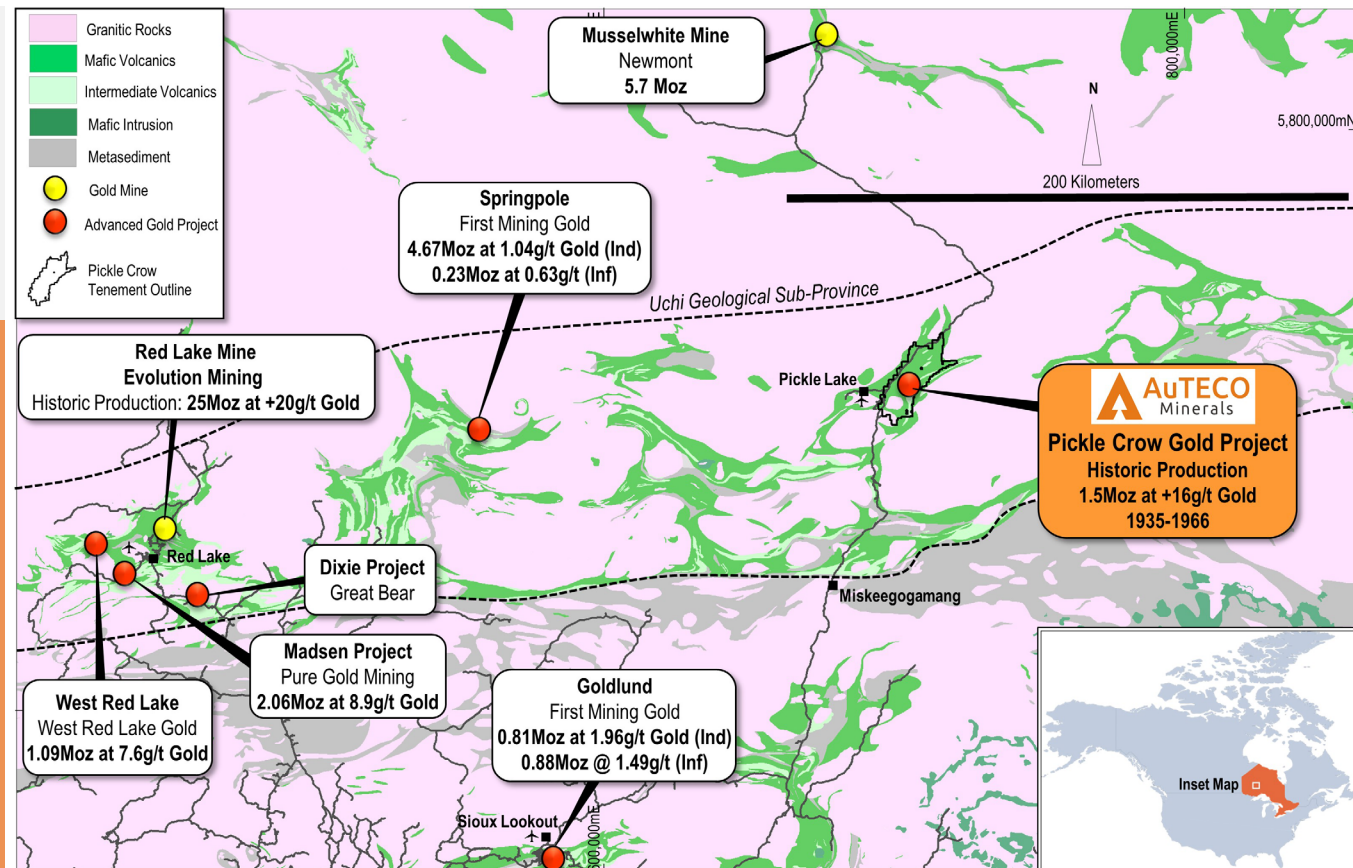 Granitic Rocks
Mafic Volcanics
Intermediate Volcanics
Mafic Intrusion
Metasediment
Gold Mine
Advanced Gold Project
Pickle Crow
Tenement Outline
Musselwhite Mine
Newmont
5.7 Moz
800,000mE
N
5,800,000mN
200 Kilometers
Springpole
First Mining Gold
4.67Moz at 1.04g/t Gold (Ind)
0.23Moz at 0.63g/t (Inf)
Uchi Geological Sub-Province
Red Lake Mine
Evolution Mining
Historic Production: 25Moz at +20g/t Gold
Pickle Lake
AuTECO
Minerals
Pickle Crow Gold Project
Historic Production
1.5Moz at +16g/t Gold
1935-1966
Red Lake
Dixie Project
Great Bear
Miskeegogamang
Madsen Project
Pure Gold Mining
2.06Moz at 8.9g/t Gold
West Red Lake
West Red Lake Gold
1.09Moz at 7.6g/t Gold
Goldlund
First Mining Gold
0.81Moz at 1.96g/t Gold (Ind)
0.88Moz @ 1.49g/t (Inf)
Sioux Lookout
Inset Map